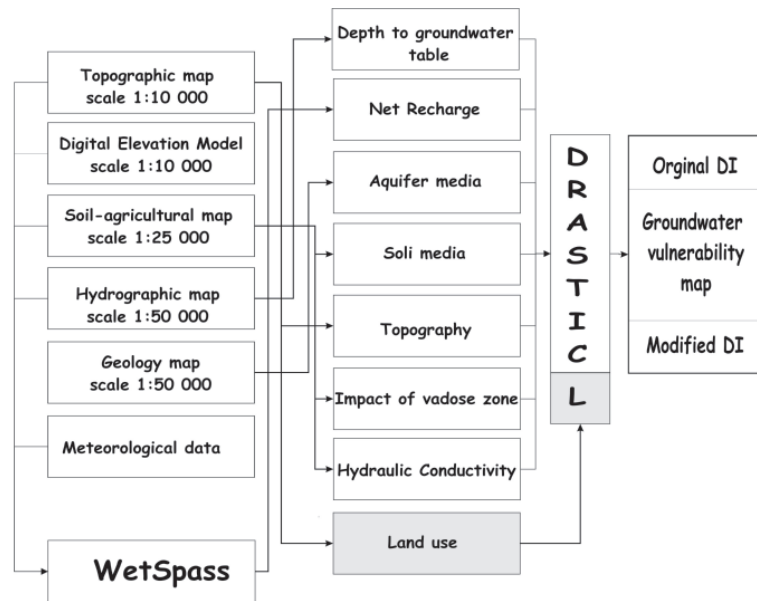 Topographic map
scale 1:10 000
Digital Elevation Model
scale 1:10 000
Soil-agricultural map
scale 1:25 000
Hydrographic map
scale 1:50 000
Geology map
scale 1:50 000
Meteorological data
WetSpass
Depth to groundwater
table
Net Recharge
Aquifer media
Soli media
Topography
Impact of vadose zone
Hydraulic Conductivity
Land use
D
R
A
S
T
I
C
L
Orginal DI
Groundwater
vulnerability
map
Modified DI